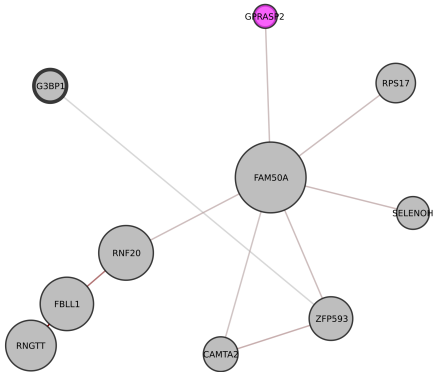 GPRASP2
G3BP1
RPS17
FAM50A
SELENOH
RNF20
FBLL1
ZFP593
RNGTT
CAMTA2